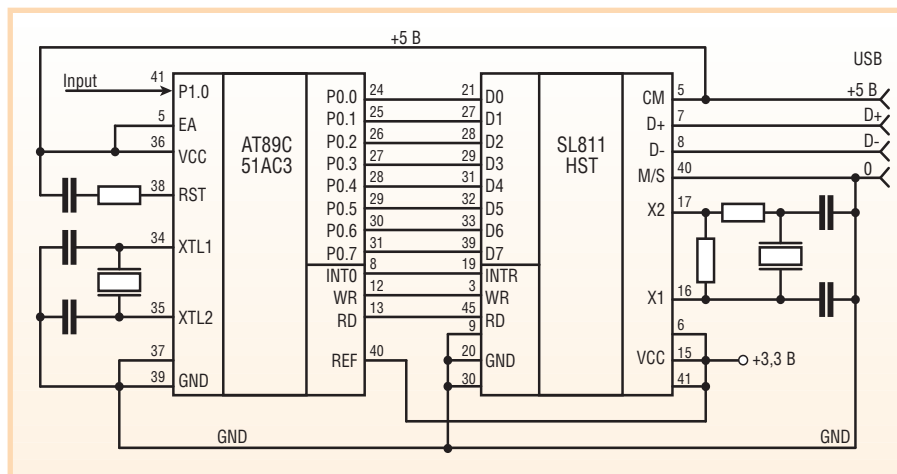 +5 В
USB
Input
41
P1.0
5
EA
36
VCC
38
RST
34
XTL1
35
XTL2
37
39
GND
AT89C
51AC3
P0.0
24
P0.1
25
P0.2
26
P0.3
27
P0.4
28
P0.5
29
P0.6
30
P0.7
31
INT0
8
WR
12
RD
13
REF
40
21
D0
27
D1
28
D2
29
D3
31
D4
32
D5
33
D6
39
D7
19
INTR
3
WR
45
RD
9
20
GND
30
SL811
HST
CM
5
+5 В
D+
7
D+
D-
8
D-
M/S
40
0
X2
17
X1
16
6
VCC
15
+3,3 В
41
GND
GND